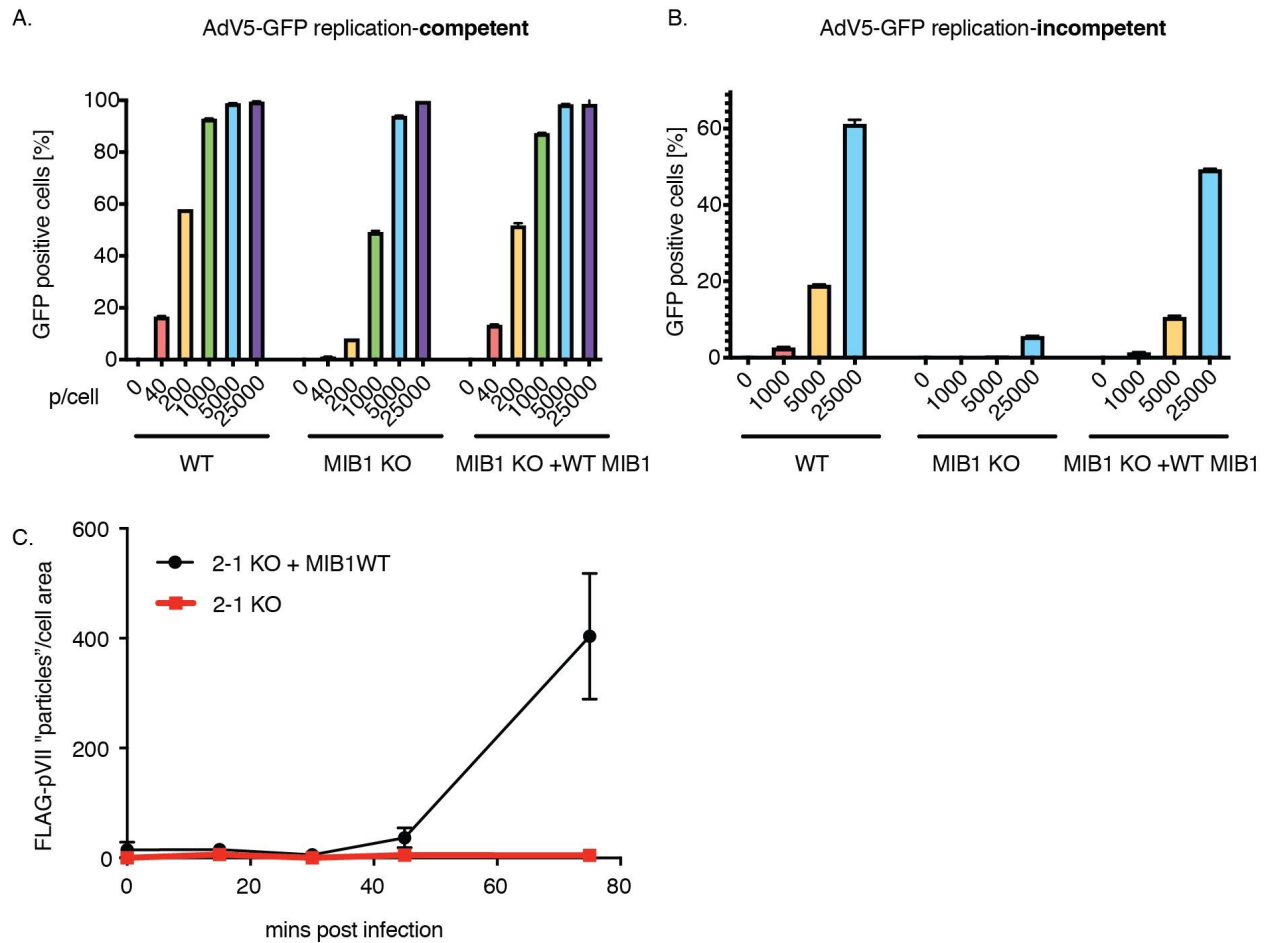 A.
AdV5-GFP replication-competent
GFP positive cells [%]
100
80
60
40
20
0
p/cell
0 40 200 1000 5000 25000
0 40 200 1000 5000 25000
0 40 200 1000 5000 25000
WT
MIB1 KO
MIB1 KO +WT MIB1
B.
AdV5-GFP replication-incompetent
GFP positive cells [%]
60
40
20
0
0 1000 5000 25000
0 1000 5000 25000
0 1000 5000 25000
WT
MIB1 KO
MIB1 KO +WT MIB1
C.
FLAG-pVII "particles"/cell area
600
400
200
0
2-1 KO + MIB1WT
2-1 KO
0 20 40 60 80
mins post infection